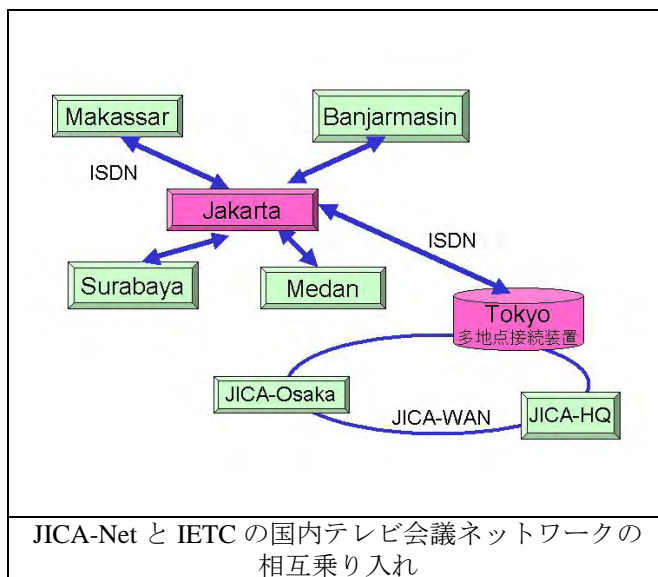 Makassar
Banjarmasin
ISDN
Jakarta
ISDN
Surabaya
Medan
Tokyo
多地点接続装置
JICA-Osaka
JICA-WAN
JICA-HQ
JICA-Net と IETC の国内テレビ会議ネットワークの
相互乗り入れ